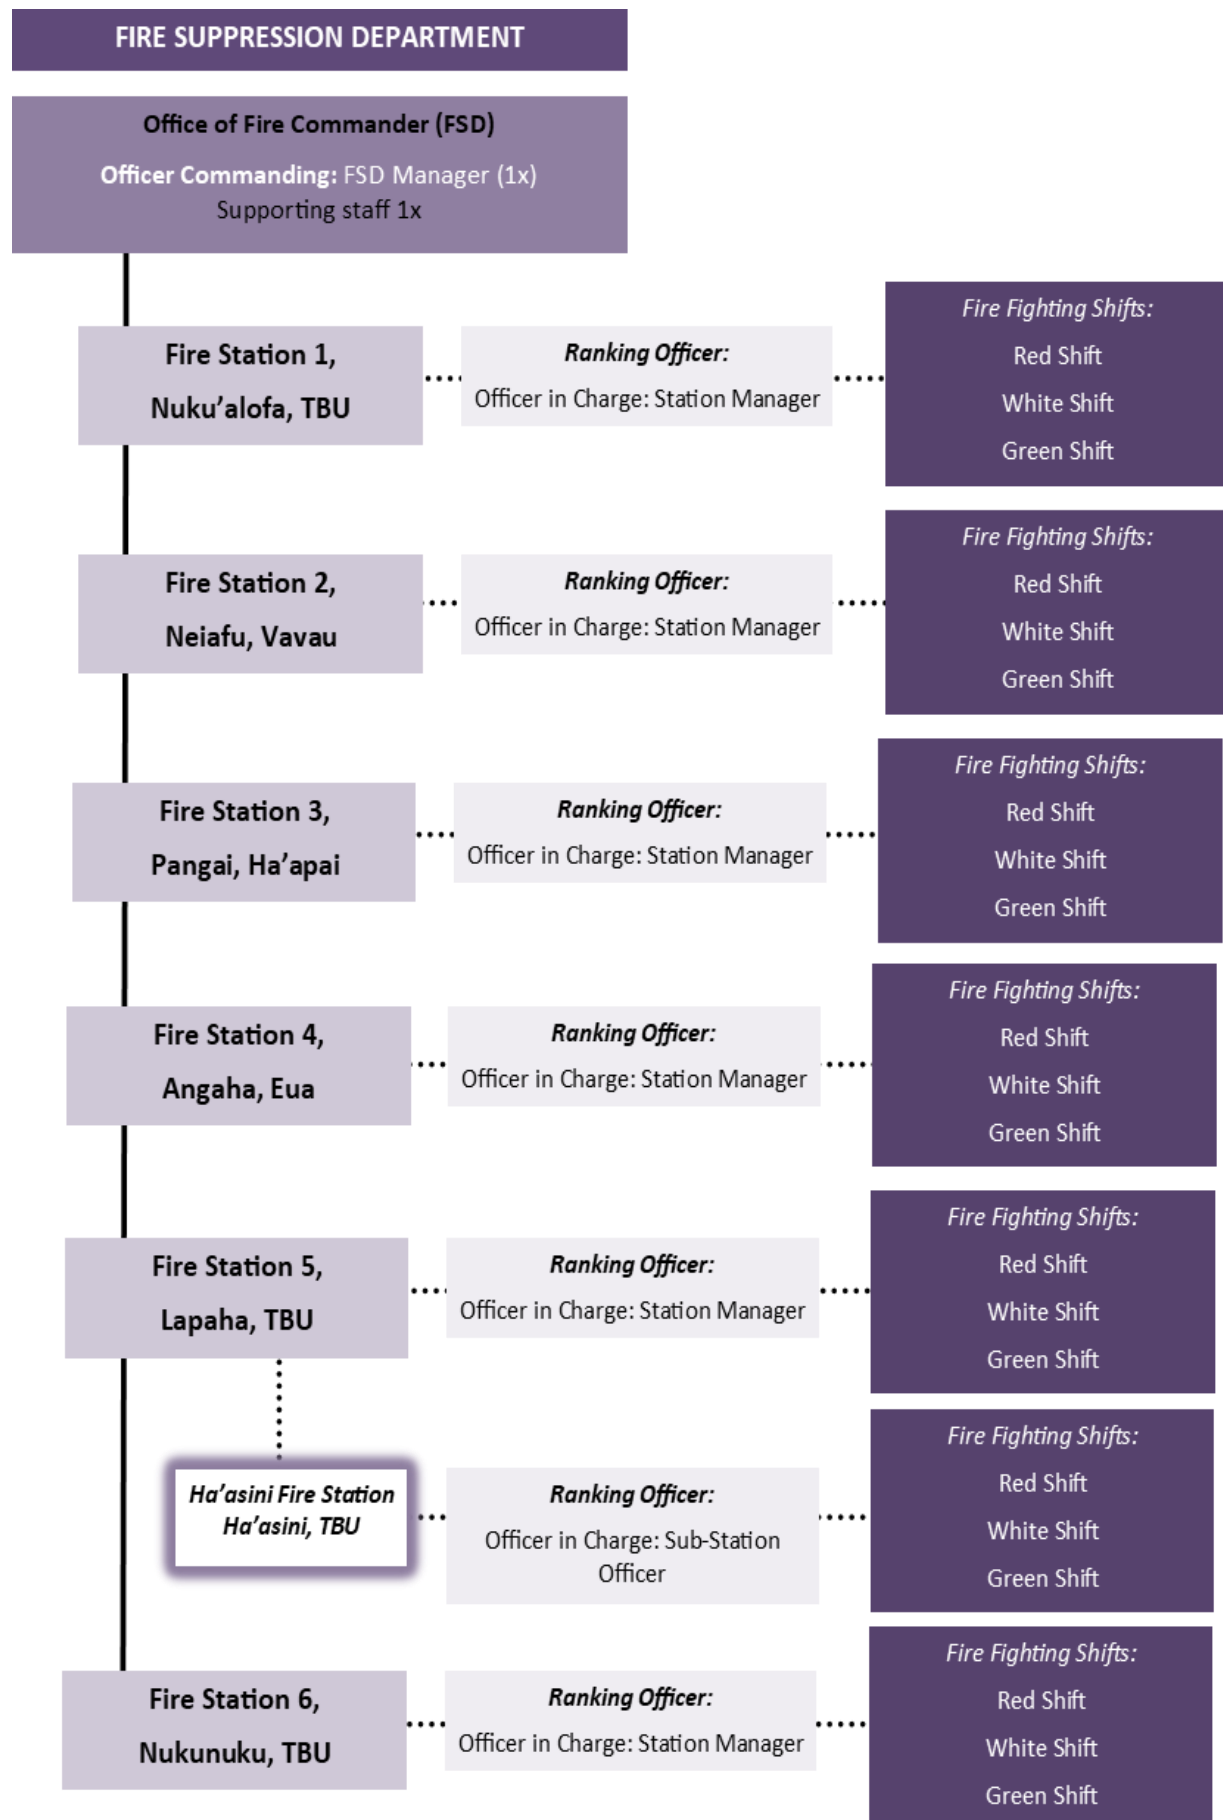 FIRE SUPPRESSION DEPARTMENT
Office of Fire Commander (FSD)
Officer Commanding: FSD Manager (1x)
Supporting staff 1x
Fire Station 1,
Nuku’alofa, TBU
Ranking Officer:
Officer in Charge: Station Manager
Fire Fighting Shifts:
Red Shift
White Shift
Green Shift
Fire Station 2,
Neiafu, Vavau
Ranking Officer:
Officer in Charge: Station Manager
Fire Fighting Shifts:
Red Shift
White Shift
Green Shift
Fire Station 3,
Pangai, Ha’apai
Ranking Officer:
Officer in Charge: Station Manager
Fire Fighting Shifts:
Red Shift
White Shift
Green Shift
Fire Station 4,
Angaha, Eua
Ranking Officer:
Officer in Charge: Station Manager
Fire Fighting Shifts:
Red Shift
White Shift
Green Shift
Fire Station 5,
Lapaha, TBU
Ranking Officer:
Officer in Charge: Station Manager
Fire Fighting Shifts:
Red Shift
White Shift
Green Shift
Ha’asini Fire Station
Ha’asini, TBU
Ranking Officer:
Officer in Charge: Sub-Station
Officer
Fire Fighting Shifts:
Red Shift
White Shift
Green Shift
Fire Station 6,
Nukunuku, TBU
Ranking Officer:
Officer in Charge: Station Manager
Fire Fighting Shifts:
Red Shift
White Shift
Green Shift